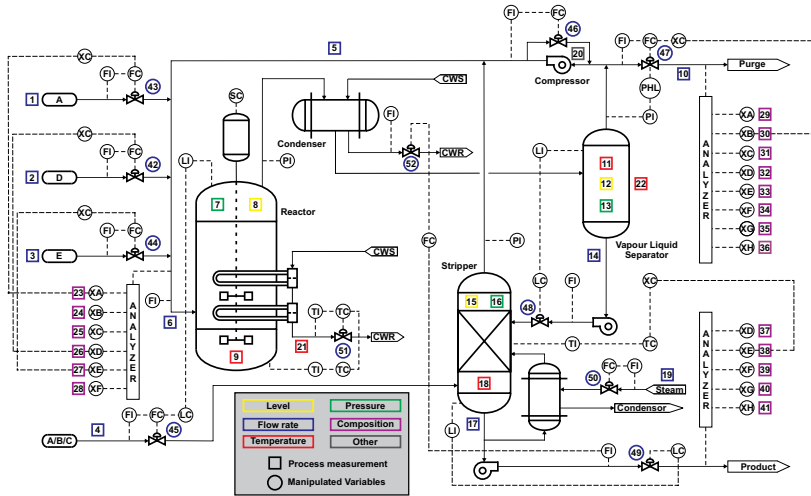 FI
FC
46
20
Compressor
5
FI
FC
47
XC
10
Purge
PHL
PI
XC
FI
FC
43
1
A
SC
CWS
Condenser
FI
52
CWR
XC
FI
FC
42
2
D
LI
PI
LI
11
12
13
22
Vapour Liquid
Separator
14
ANALYZER
XA
29
XB
30
XC
31
XD
32
XE
33
XF
34
XG
35
XH
36
XC
FI
FC
44
3
E
7
8
Reactor
FC
PI
Stripper
LC
FI
48
XC
CWS
23
XA
24
XB
25
XC
26
XD
27
XE
28
XF
ANALYZER
FI
6
TI
TC
21
51
CWR
9
TI
TC
15
16
18
TI
TC
FC
FI
50
19
Steam
Condensor
ANALYZER
XD
37
XE
38
XF
39
XG
40
XH
41
4
A/B/C
FI
FC
LC
45
LI
17
FI
49
LC
Product
Level
Pressure
Flow rate
Composition
Temperature
Other
Process measurement
Manipulated Variables